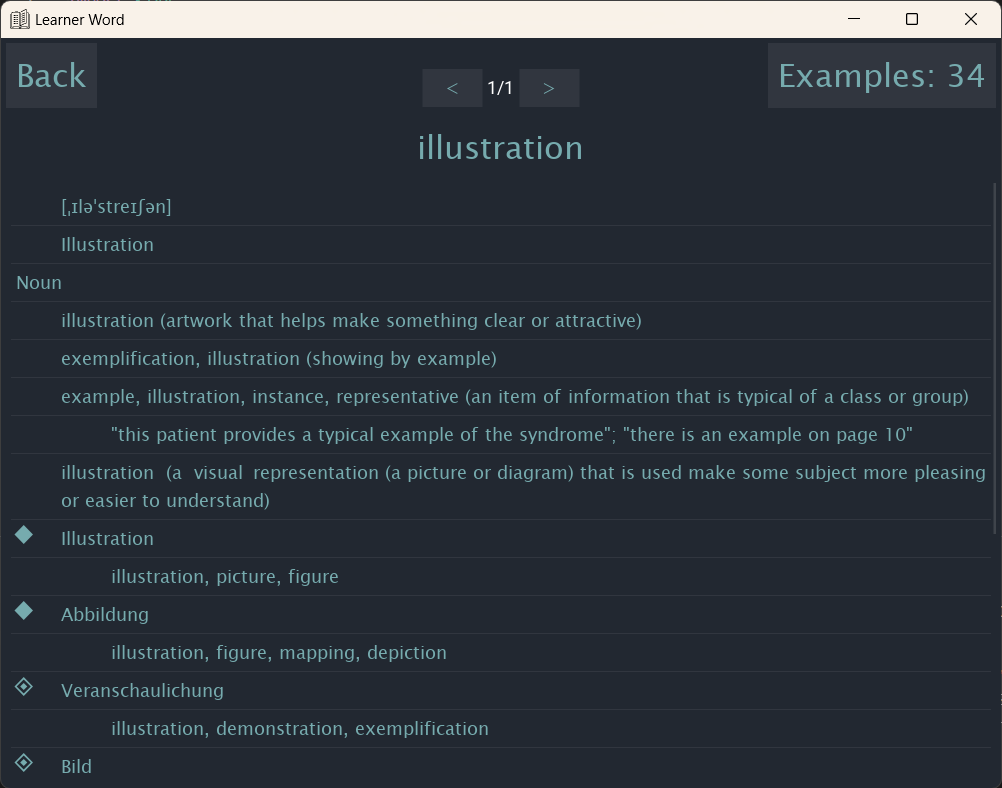 Learner Word
Back
< 1/1 >
Examples: 34
illustration
[ˌɪləˈstreɪʃən]
Illustration
Noun
illustration (artwork that helps make something clear or attractive)
exemplification, illustration (showing by example)
example, illustration, instance, representative (an item of information that is typical of a class or group)
"this patient provides a typical example of the syndrome"; "there is an example on page 10"
illustration (a visual representation (a picture or diagram) that is used make some subject more pleasing
or easier to understand)
Illustration
illustration, picture, figure
Abbildung
illustration, figure, mapping, depiction
Veranschaulichung
illustration, demonstration, exemplification
Bild